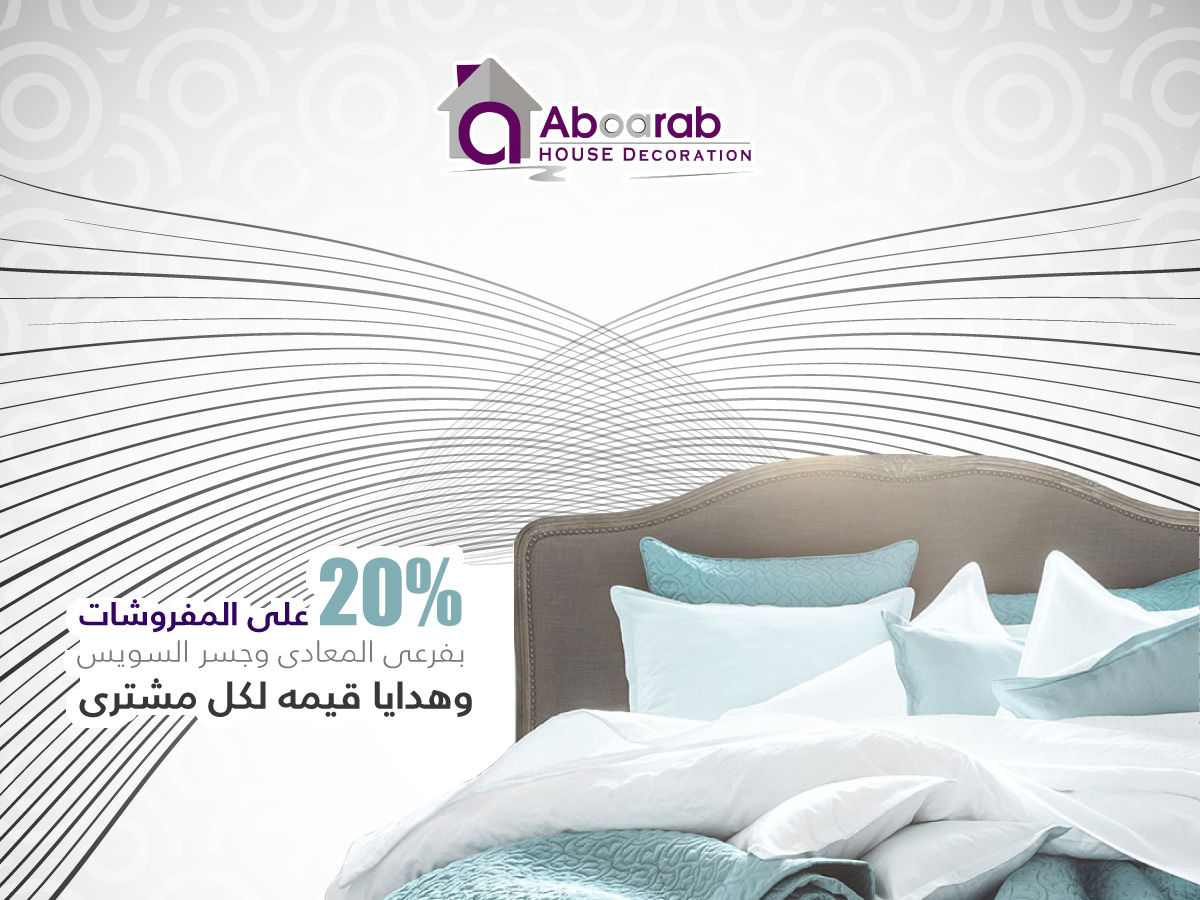 Aboarab
HOUSE DECORATION
20% على المفروشات
بفرعى المعادى وجسر السويس
وهدايا قيمه لكل مشترى